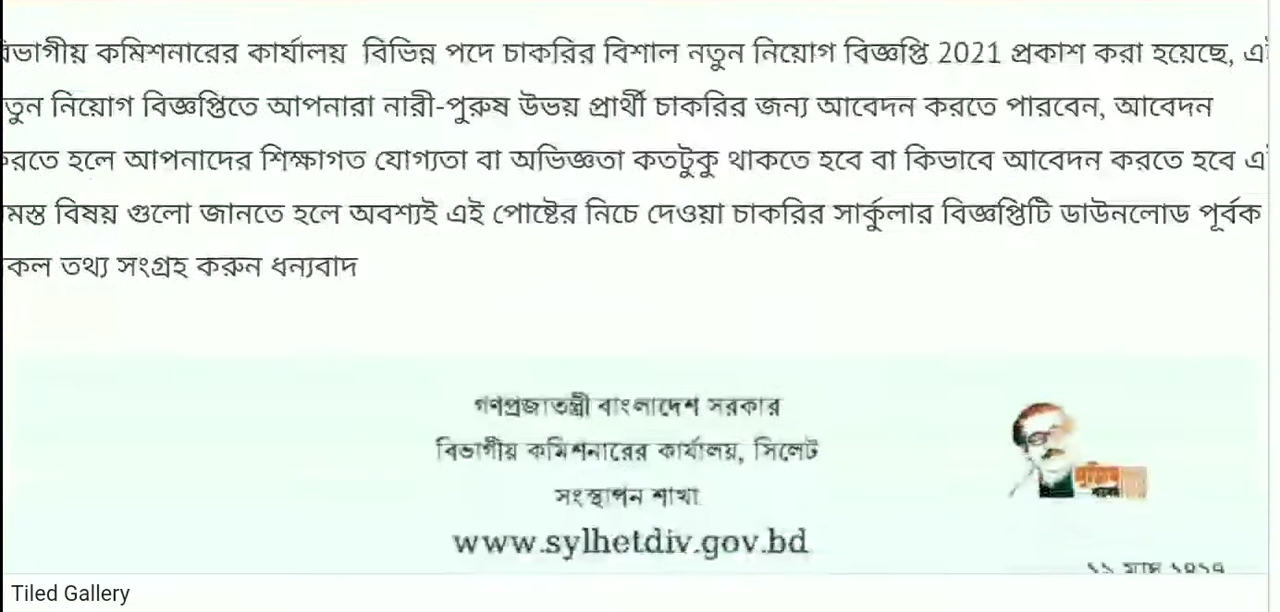 বিভাগীয় কমিশনারের কার্যালয় বিভিন্ন পদে চাকরির বিশাল নতুন নিয়োগ বিজ্ঞপ্তি 2021 প্রকাশ করা হয়েছে, এ
তুন নিয়োগ বিজ্ঞপ্তিতে আপনারা নারী-পুরুষ উভয় প্রার্থী চাকরির জন্য আবেদন করতে পারবেন, আবেদন
রতে হলে আপনাদের শিক্ষাগত যোগ্যতা বা অভিজ্ঞতা কতটুকু থাকতে হবে বা কিভাবে আবেদন করতে হবে এ
মস্ত বিষয় গুলো জানতে হলে অবশ্যই এই পোষ্টের নিচে দেওয়া চাকরির সার্কুলার বিজ্ঞপ্তিটি ডাউনলোড পূর্বক
কল তথ্য সংগ্রহ করুন ধন্যবাদ
গণপ্রজাতন্ত্রী বাংলাদেশ সরকার
বিভাগীয় কমিশনারের কার্যালয়, সিলেট
সংস্থাপন শাখা
www.sylhetdiv.gov.bd
Tiled Gallery